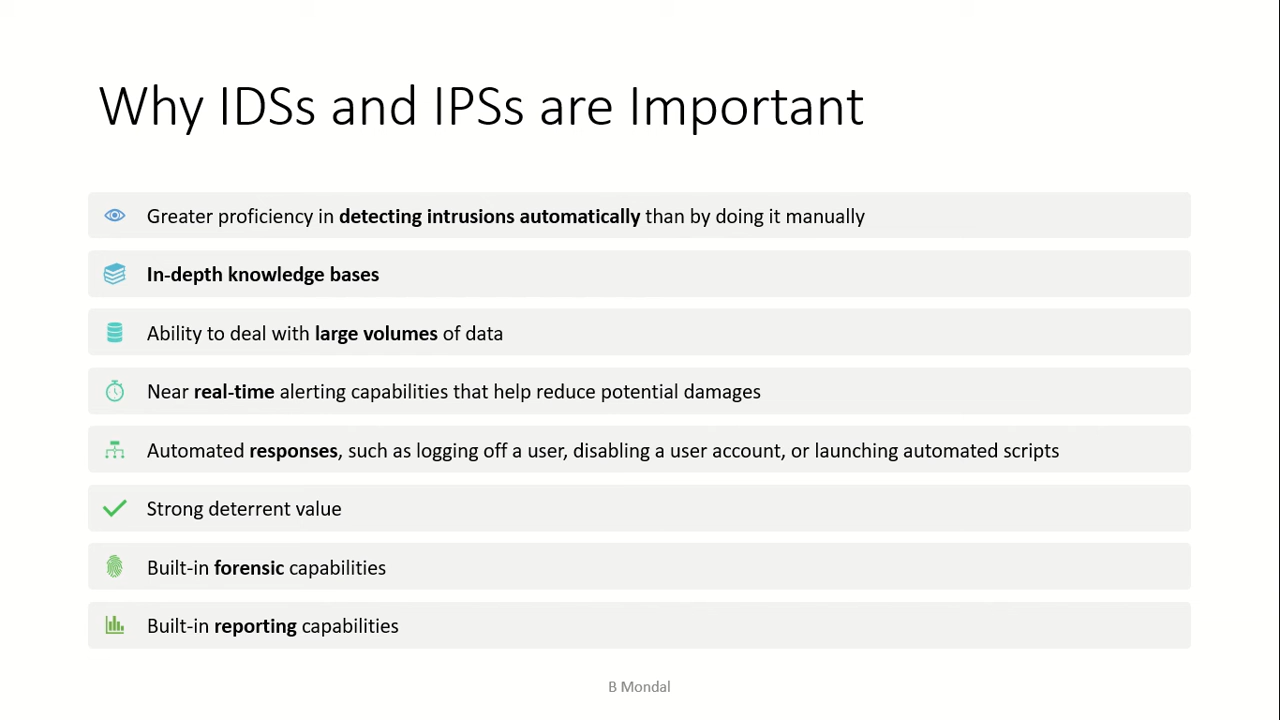 Why IDSs and IPSs are Important
Greater proficiency in detecting intrusions automatically than by doing it manually
In-depth knowledge bases
Ability to deal with large volumes of data
Near real-time alerting capabilities that help reduce potential damages
Automated responses, such as logging off a user, disabling a user account, or launching automated scripts
Strong deterrent value
Built-in forensic capabilities
Built-in reporting capabilities
B Mondal